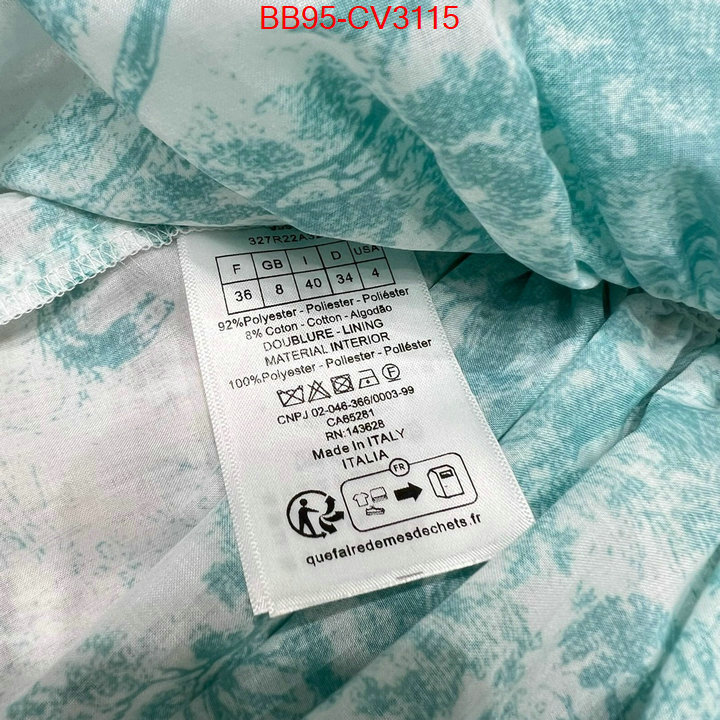 BB95-CV3115
F GB I D USA
36 8 40 34 4
92%Polyester - Poliester - Poliéster
8% Coton - Cotton - Algodão
DOUBLURE - LINING
MATERIAL INTERIOR
100%Polyester - Polyester - Poliéster
F
CNPJ 02-046-366/0003-99
CA65281
RN:143628
Made In ITALY
ITALIA
FR
quefairedemesdechets.fr